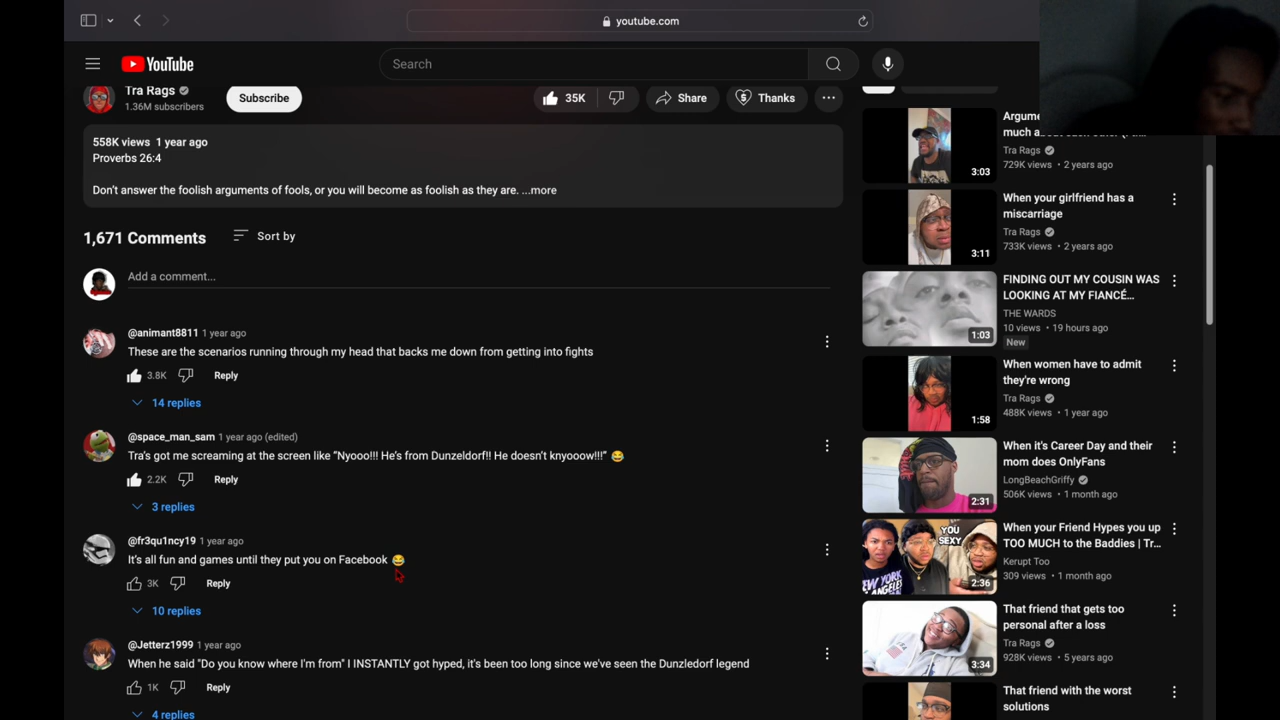 youtube.com
YouTube
Search
Tra Rags
1.36M subscribers
Subscribe
35K
Share
Thanks
558K views 1 year ago
Proverbs 26:4
Don't answer the foolish arguments of fools, or you will become as foolish as they are. ...more
1,671 Comments
Sort by
Add a comment...
@animant8811 1 year ago
These are the scenarios running through my head that backs me down from getting into fights
3.8K
Reply
14 replies
@space_man_sam 1 year ago (edited)
Tra's got me screaming at the screen like "Nyooo!!! He's from Dunzeldorf!! He doesn't knyooow!!!" 😂
2.2K
Reply
3 replies
@fr3qu1ncy19 1 year ago
It's all fun and games until they put you on Facebook 😂
3K
Reply
10 replies
@Jetterz1999 1 year ago
When he said "Do you know where I'm from" I INSTANTLY got hyped, it's been too long since we've seen the Dunzledorf legend
1K
Reply
4 replies
3:03
Tra Rags
729K views • 2 years ago
3:11
When your girlfriend has a
miscarriage
Tra Rags
733K views • 2 years ago
1:03
FINDING OUT MY COUSIN WAS
LOOKING AT MY FIANCÉ...
THE WARDS
10 views • 19 hours ago
New
1:58
When women have to admit
they're wrong
Tra Rags
488K views • 1 year ago
2:31
When it's Career Day and their
mom does OnlyFans
LongBeachGriffy
506K views • 1 month ago
YOU
SEXY
NEW YORK
2:36
When your Friend Hypes you up
TOO MUCH to the Baddies | Tr...
Kerupt Too
309 views • 1 month ago
3:34
That friend that gets too
personal after a loss
Tra Rags
928K views • 5 years ago
That friend with the worst
solutions